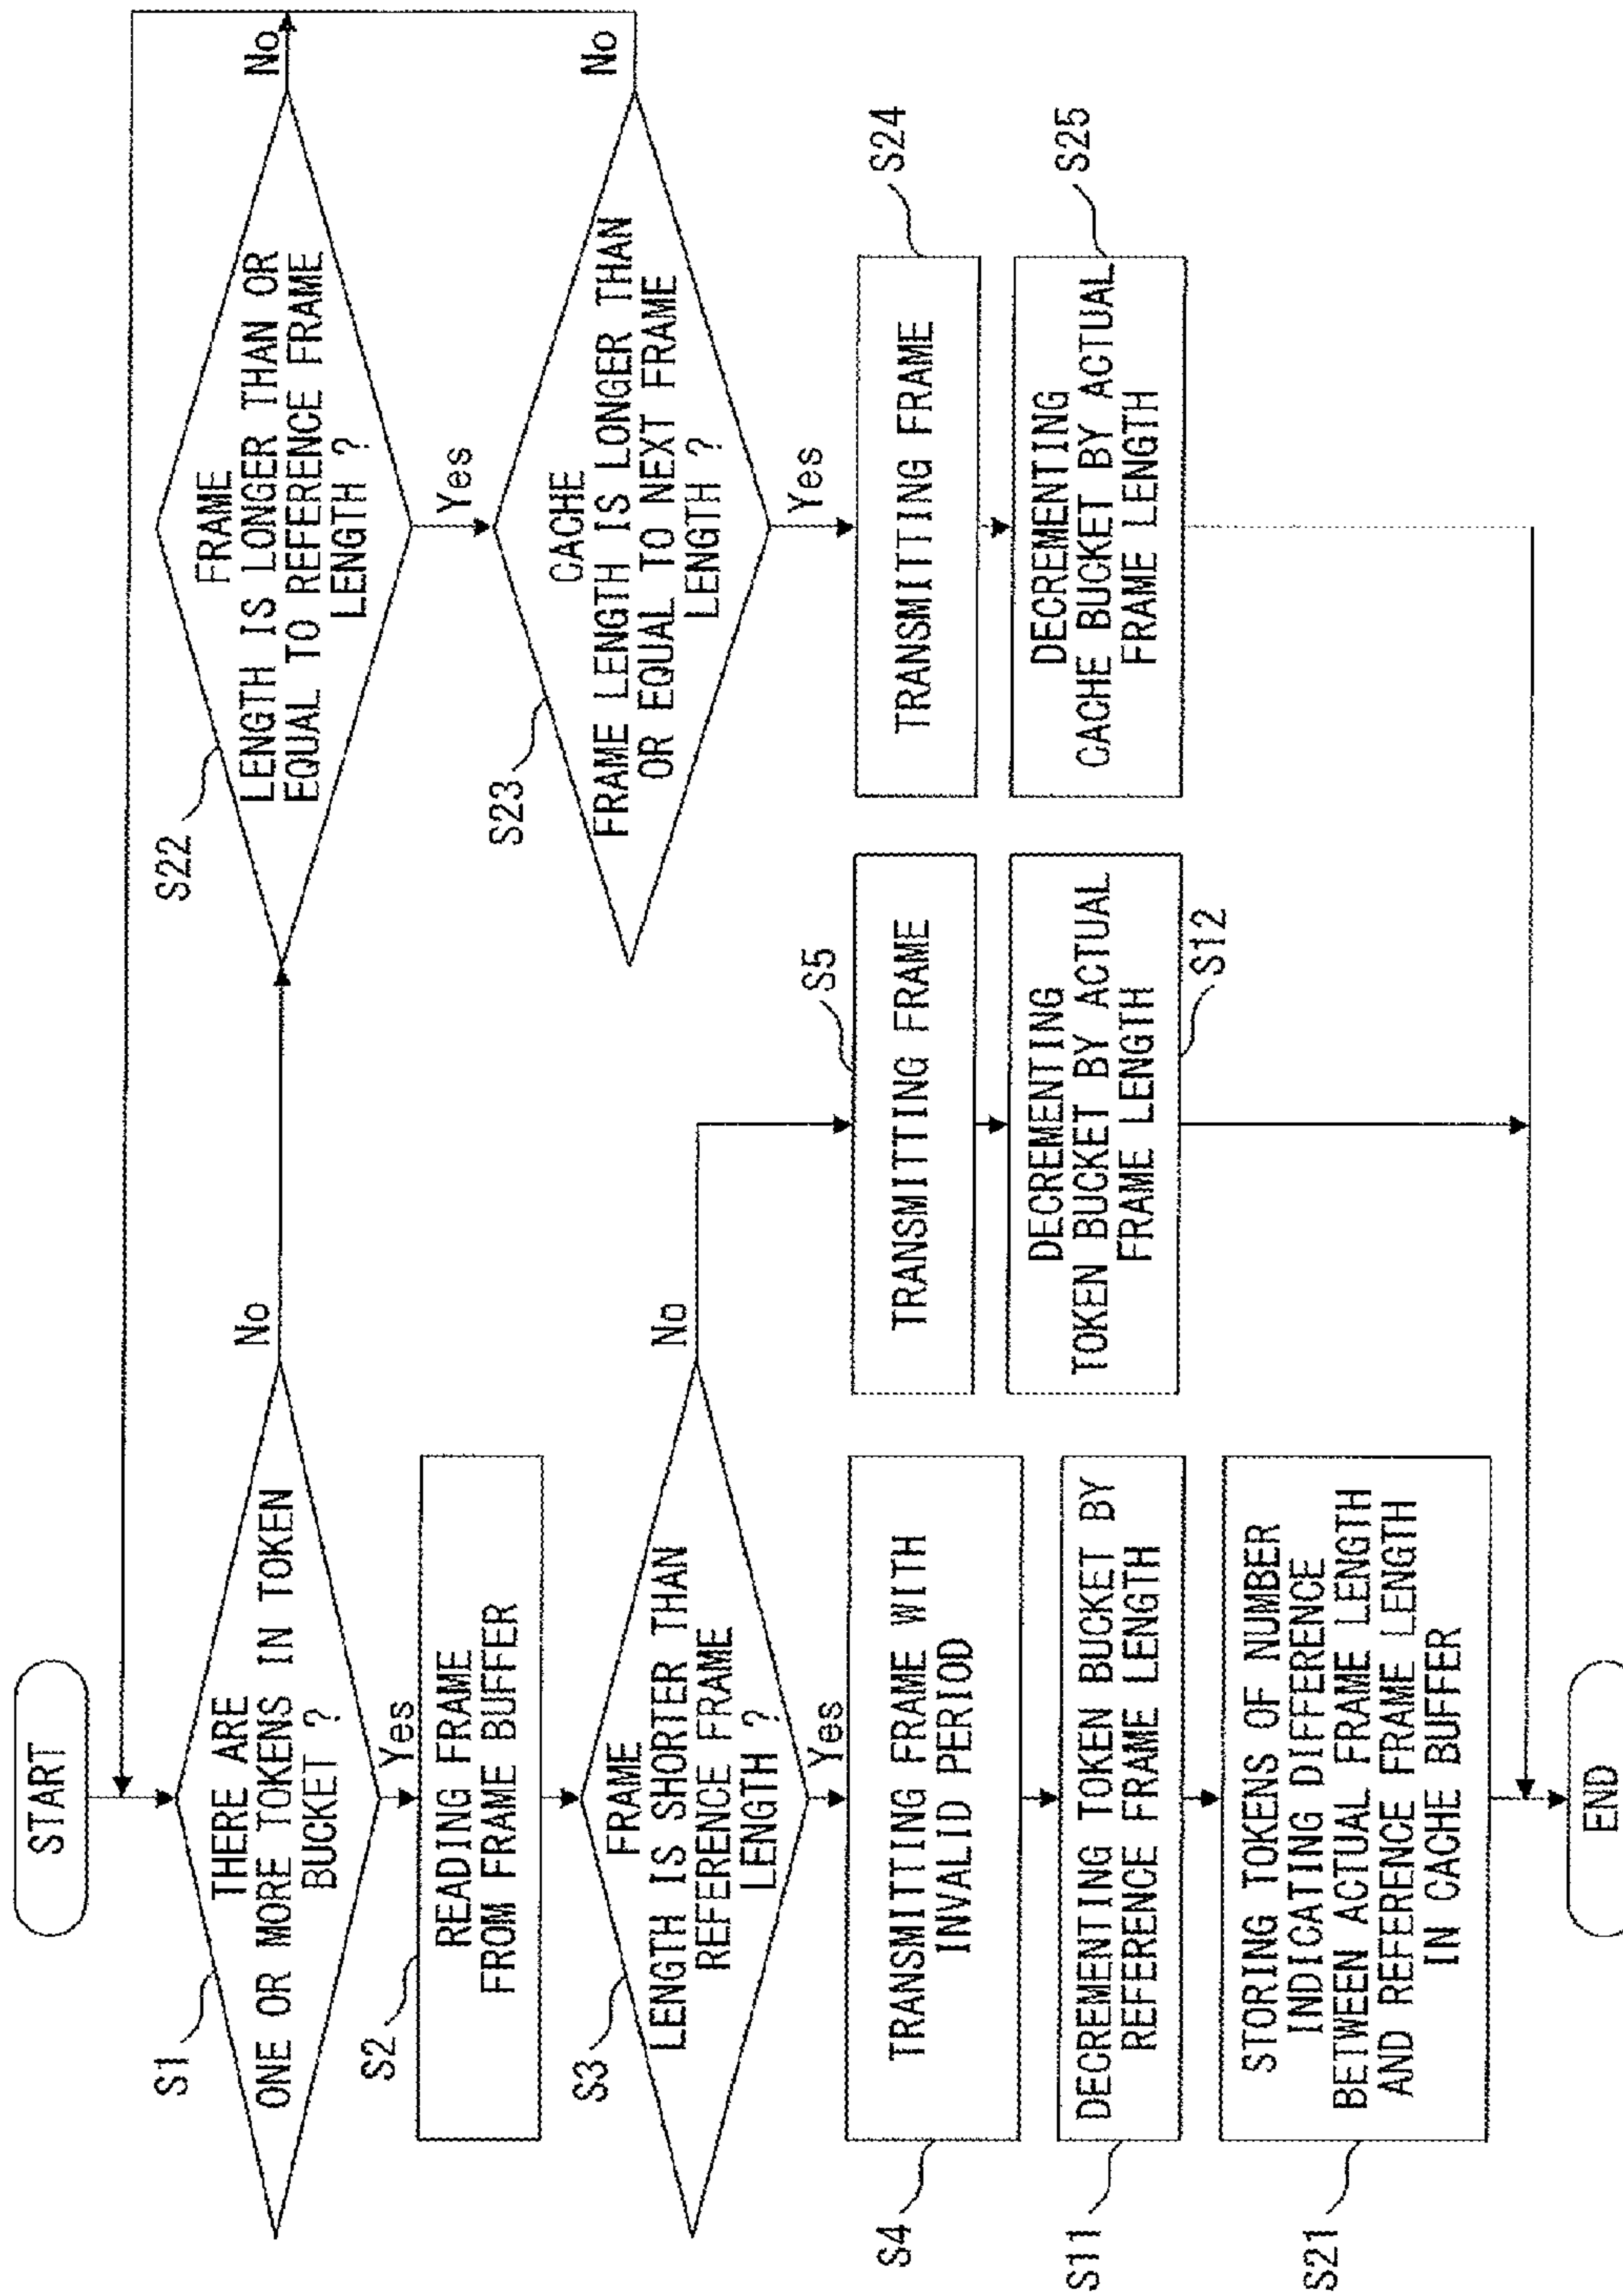 START
S1
THERE ARE
ONE OR MORE TOKENS IN TOKEN
BUCKET ?
No
Yes
S2
READING FRAME
FROM FRAME BUFFER
S3
FRAME
LENGTH IS SHORTER THAN
REFERENCE FRAME
LENGTH ?
No
Yes
S4
TRANSMITTING FRAME WITH
INVALID PERIOD
S11
DECREMENTING TOKEN BUCKET BY
REFERENCE FRAME LENGTH
S21
STORING TOKENS OF NUMBER
INDICATING DIFFERENCE
BETWEEN ACTUAL FRAME LENGTH
AND REFERENCE FRAME LENGTH
IN CACHE BUFFER
END
S5
TRANSMITTING FRAME
DECREMENTING
TOKEN BUCKET BY ACTUAL
FRAME LENGTH
S12
S22
FRAME
LENGTH IS LONGER THAN OR
EQUAL TO REFERENCE FRAME
LENGTH ?
No
Yes
S23
CACHE
FRAME LENGTH IS LONGER THAN
OR EQUAL TO NEXT FRAME
LENGTH ?
No
Yes
S24
TRANSMITTING FRAME
S25
DECREMENTING
CACHE BUCKET BY ACTUAL
FRAME LENGTH